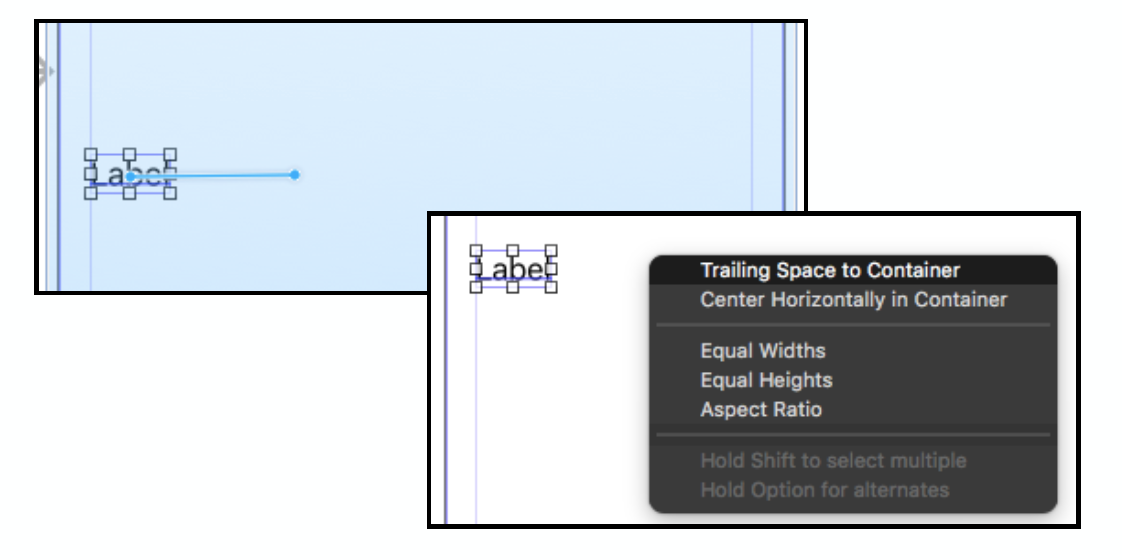 Label
Label
Trailing Space to Container
Center Horizontally in Container
Equal Widths
Equal Heights
Aspect Ratio
Hold Shift to select multiple
Hold Option for alternates